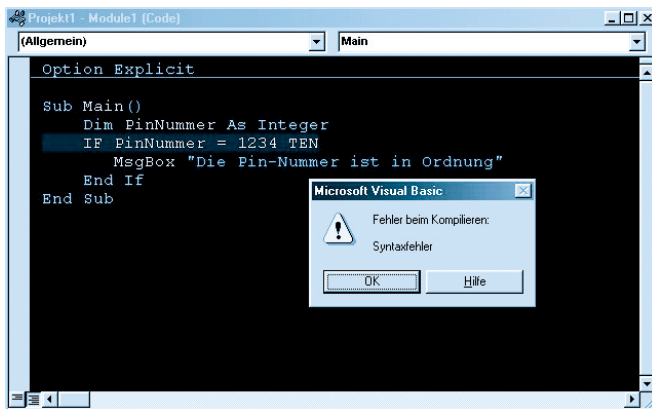 Projekt1 - Module1 (Code)
(Allgemein) Main
Option Explicit
Sub Main()
Dim PinNummer As Integer
IF PinNummer = 1234 TEN
MsgBox "Die Pin-Nummer ist in Ordnung"
End If
End Sub
Microsoft Visual Basic
Fehler beim Kompilieren:
Syntaxfehler
OK Hilfe